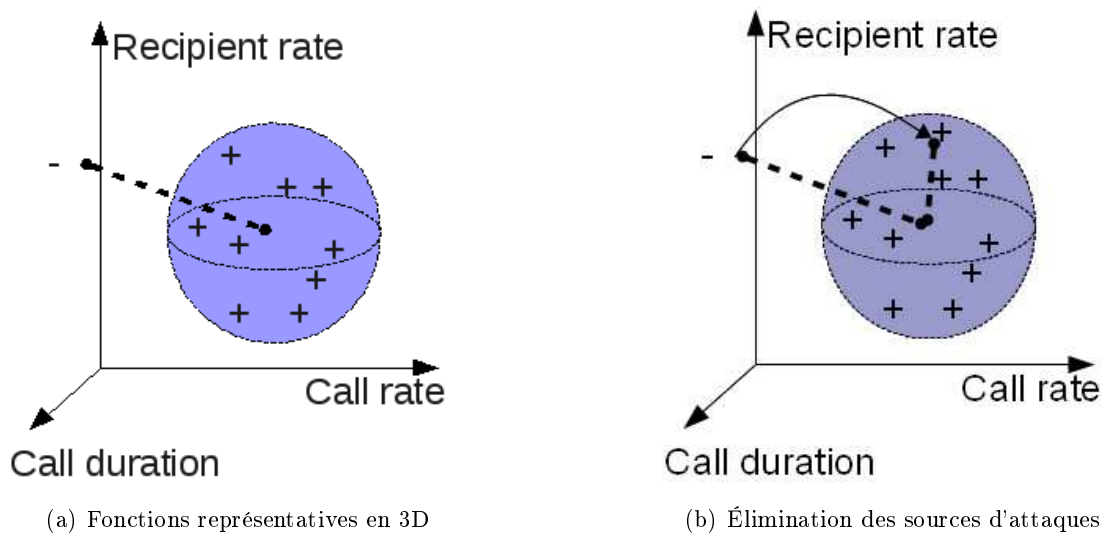 Recipient rate
-
Call rate
Call duration
(a) Fonctions représentatives en 3D
Recipient rate
-
Call rate
Call duration
(b) Élimination des sources d'attaques